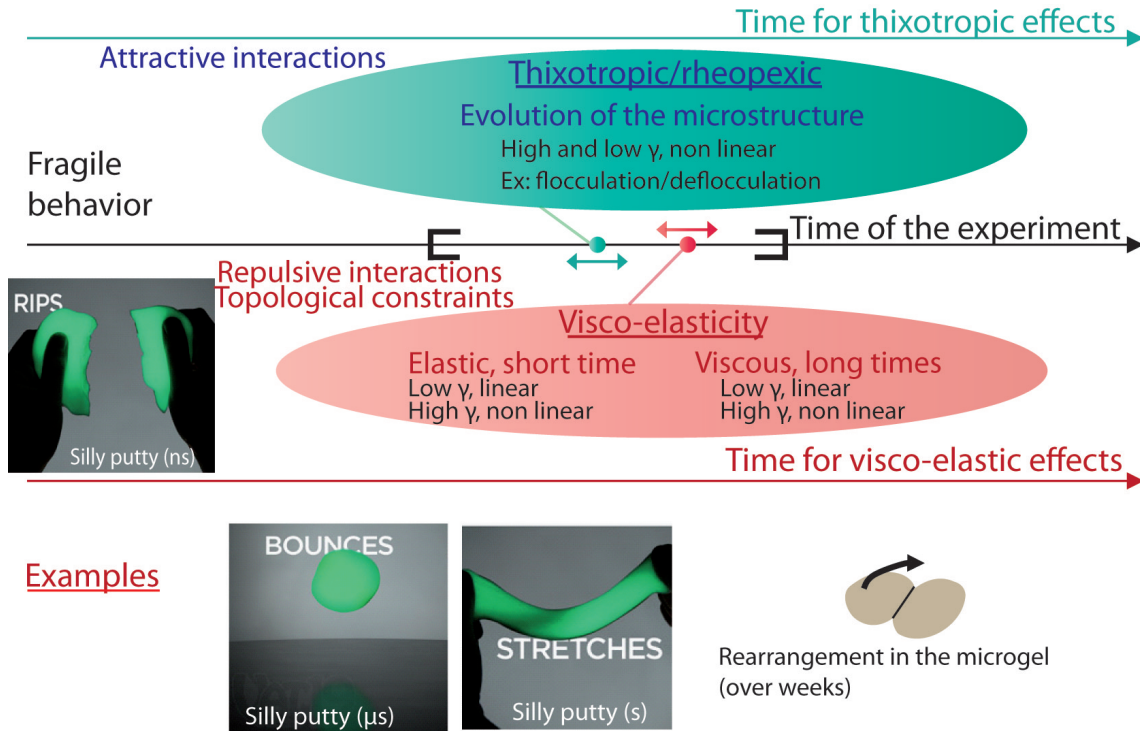 Time for thixotropic effects
Attractive interactions
Thixotropic/rheopexic
Evolution of the microstructure
High and low γ, non linear
Ex: flocculation/deflocculation
Fragile
behavior
Time of the experiment
Repulsive interactions
Topological constraints
RIPS
Silly putty (ns)
Visco-elasticity
Elastic, short time
Low γ, linear
High γ, non linear
Viscous, long times
Low γ, linear
High γ, non linear
Time for visco-elastic effects
Examples
BOUNCES
Silly putty (μs)
STRETCHES
Silly putty (s)
Rearrangement in the microgel
(over weeks)